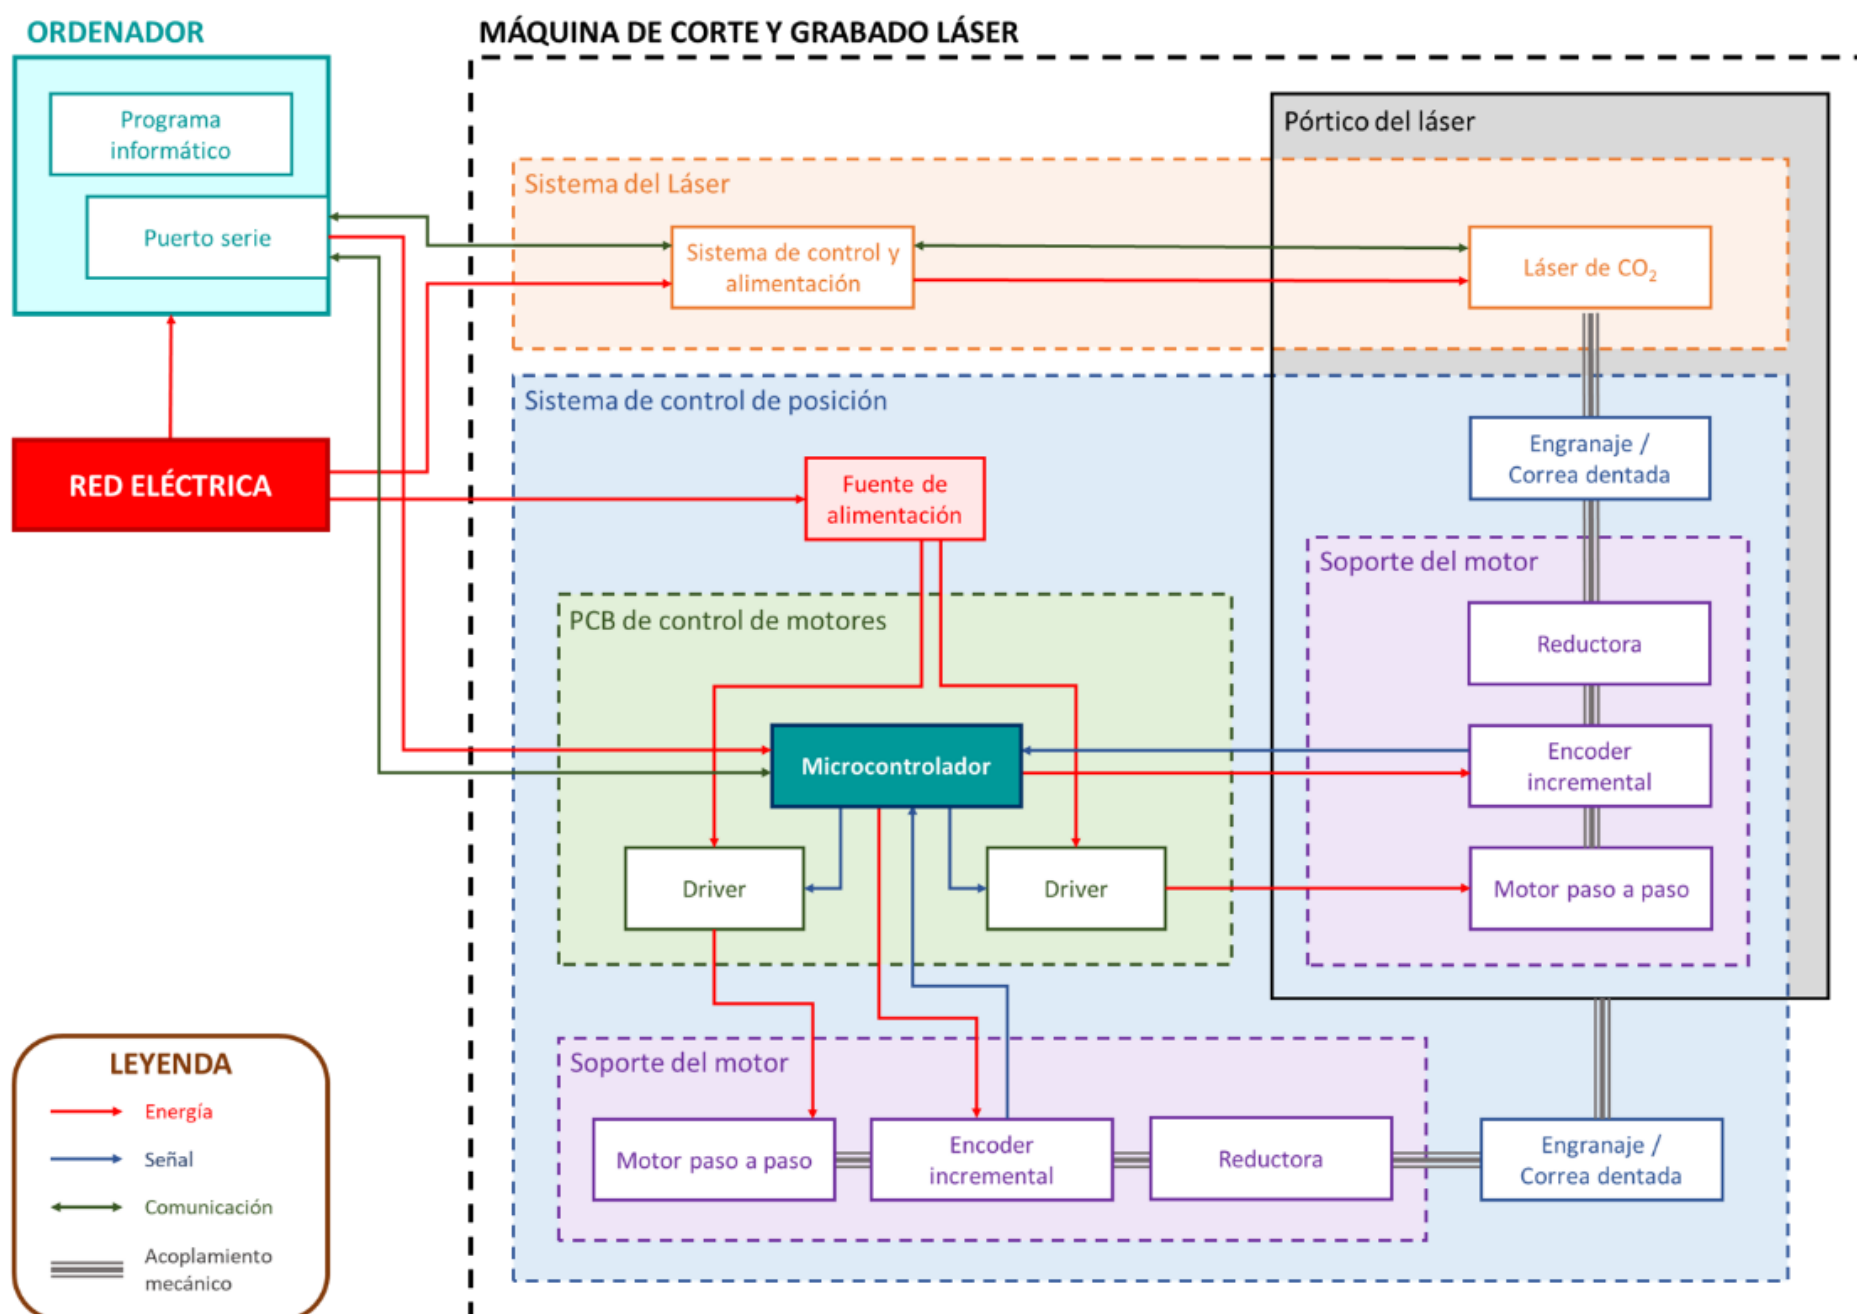 ORDENADOR
Programa
informático
Puerto serie
RED ELÉCTRICA
MÁQUINA DE CORTE Y GRABADO LÁSER
Pórtico del láser
Sistema del Láser
Sistema de control y
alimentación
Láser de CO₂
Sistema de control de posición
Fuente de
alimentación
Engranaje /
Correa dentada
Soporte del motor
Reductora
Encoder
incremental
Motor paso a paso
PCB de control de motores
Microcontrolador
Driver
Driver
Soporte del motor
Motor paso a paso
Encoder
incremental
Reductora
Engranaje /
Correa dentada
LEYENDA
Energía
Señal
Comunicación
Acoplamiento
mecánico